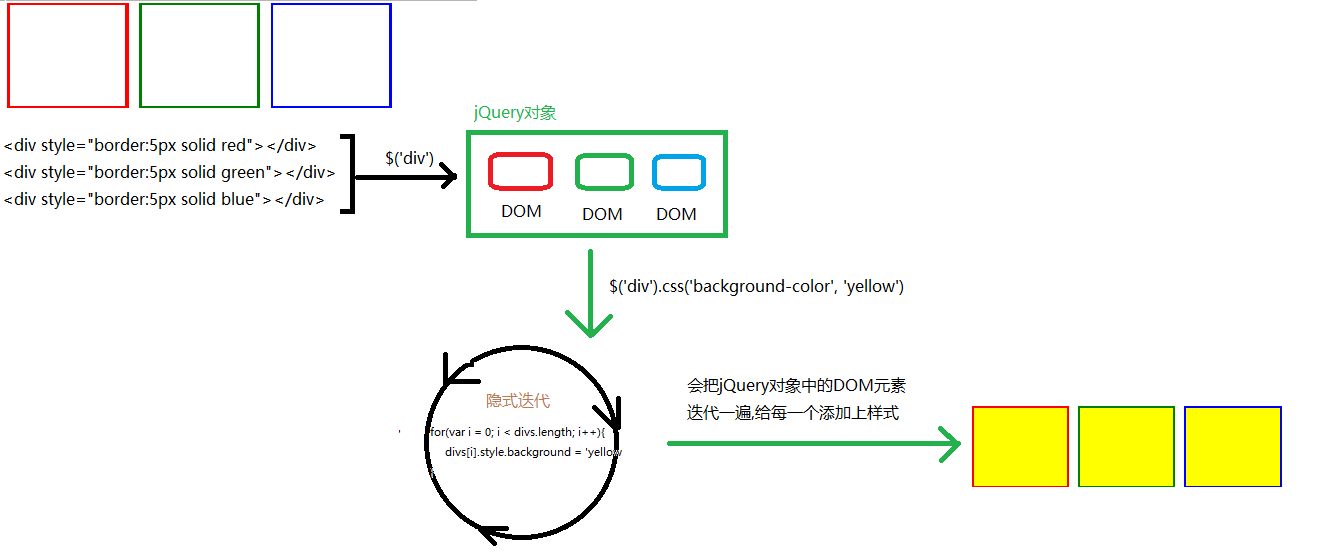 jQuery对象
<div style="border:5px solid red"></div>
<div style="border:5px solid green"></div>
<div style="border:5px solid blue"></div>
$('div')
DOM
DOM
DOM
$('div').css('background-color', 'yellow')
隐式迭代
for(var i = 0; i < divs.length; i++){
divs[i].style.background = 'yellow
}
会把jQuery对象中的DOM元素
迭代一遍,给每一个添加上样式